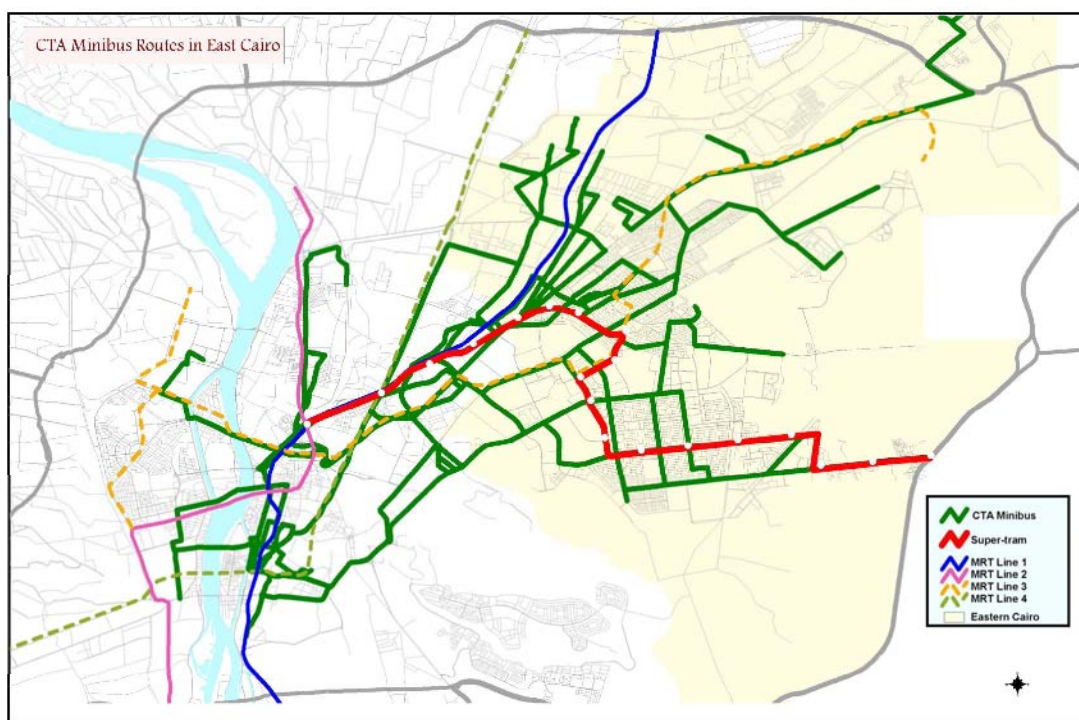 CTA Minibus Routes in East Cairo
CTA Minibus
Super-tram
MRT Line 1
MRT Line 2
MRT Line 3
MRT Line 4
Eastern Cairo